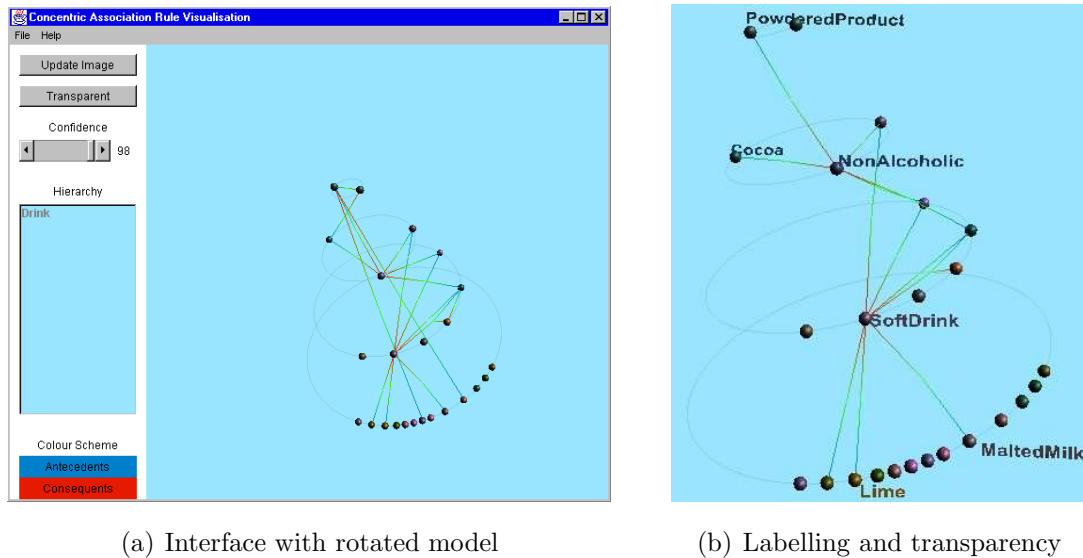 Concentric Association Rule Visualisation
File Help
Update Image
Transparent
Confidence
98
Hierarchy
Drink
Colour Scheme
Antecedents
Consequents
PowderedProduct
Cocoa
NonAlcoholic
SoftDrink
MaltedMilk
Lime
(a) Interface with rotated model
(b) Labelling and transparency